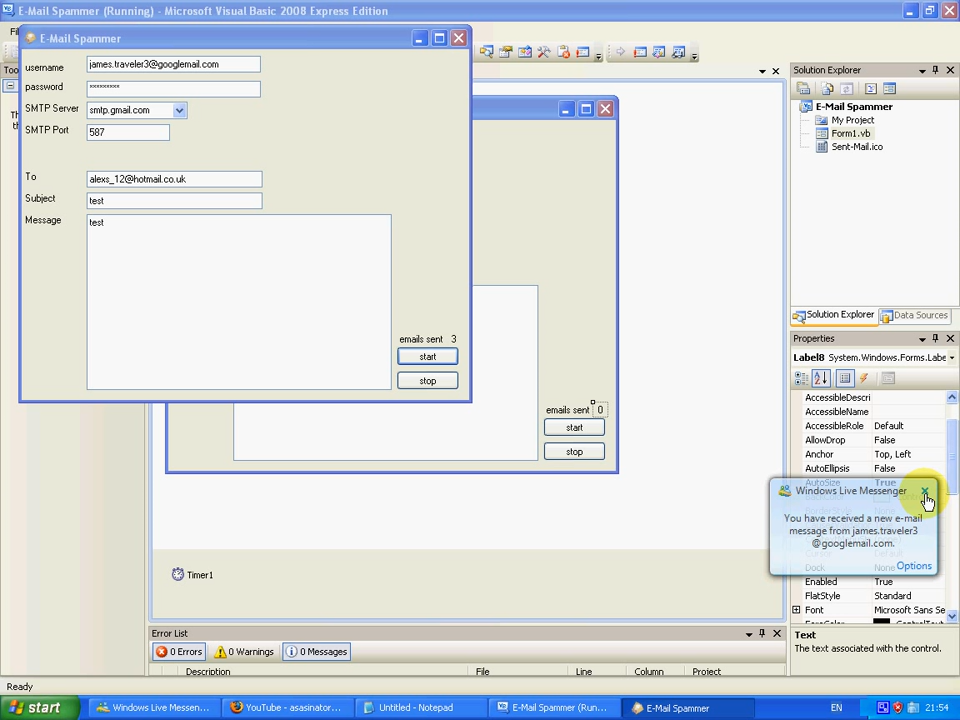 E-Mail Spammer (Running) - Microsoft Visual Basic 2008 Express Edition
E-Mail Spammer
username
james.traveler3@googlemail.com
password
*********
SMTP Server
smtp.gmail.com
SMTP Port
587
To
alexs_12@hotmail.co.uk
Subject
test
Message
test
emails sent 3
start
stop
emails sent 0
start
stop
Timer1
Solution Explorer
E-Mail Spammer
My Project
Form1.vb
Sent-Mail.ico
Solution Explorer
Data Sources
Properties
Label8 System.Windows.Forms.Labe
AccessibleDescri
AccessibleName
AccessibleRole Default
AllowDrop False
Anchor Top, Left
AutoEllipsis False
AutoSize True
Windows Live Messenger
You have received a new e-mail
message from james.traveler3
@googlemail.com.
Options
Enabled True
FlatStyle Standard
Font Microsoft Sans Se
Text
The text associated with the control.
Error List
0 Errors
0 Warnings
0 Messages
Description
File
Line
Column
Project
Ready
start
Windows Live Messen...
YouTube - asasinator...
Untitled - Notepad
E-Mail Spammer (Run...
E-Mail Spammer
EN
21:54